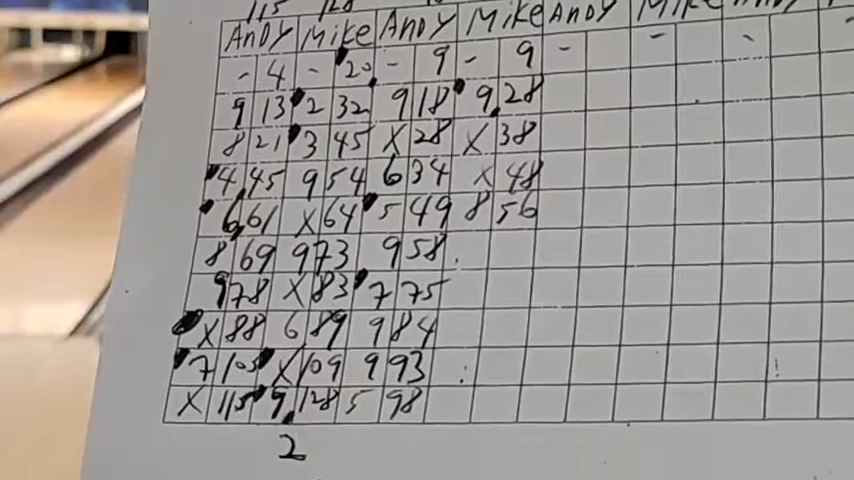 115 128
ANDY Mike ANDY Mike ANDY Mike
- 4 - 20 - 9 - 9 - - -
9 13 2 32 9 18 9 28
8 21 3 45 X 28 X 38
4 45 9 54 6 34 X 48
6 61 X 64 5 49 8 56
8 69 9 73 9 58
9 78 X 83 7 75
X 88 6 89 9 84
7 105 X 109 9 93
X 115 9 128 5 98
2